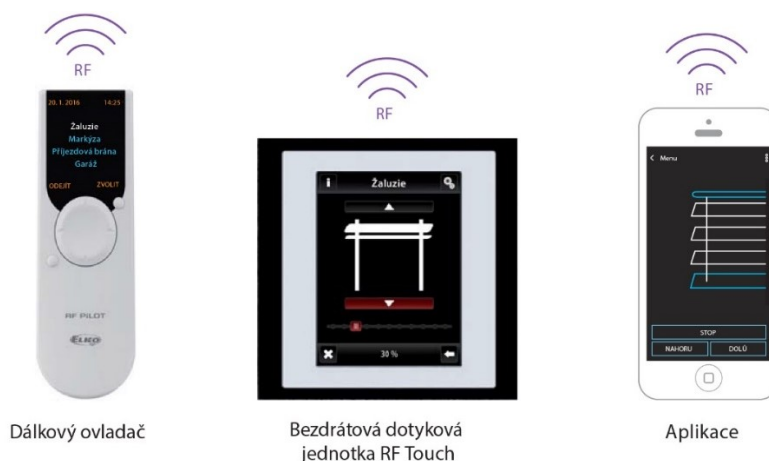 RF
20. 1. 2016 14:25
Žaluzie
Markýza
Příjezdová brána
Garáž
ODEJÍT ZVOLIT
RF PILOT
ELKO
Dálkový ovladač
RF
i Žaluzie
30 %
Bezdrátová dotyková
jednotka RF Touch
RF
Menu
STOP
NAHORU DOLŮ
Aplikace